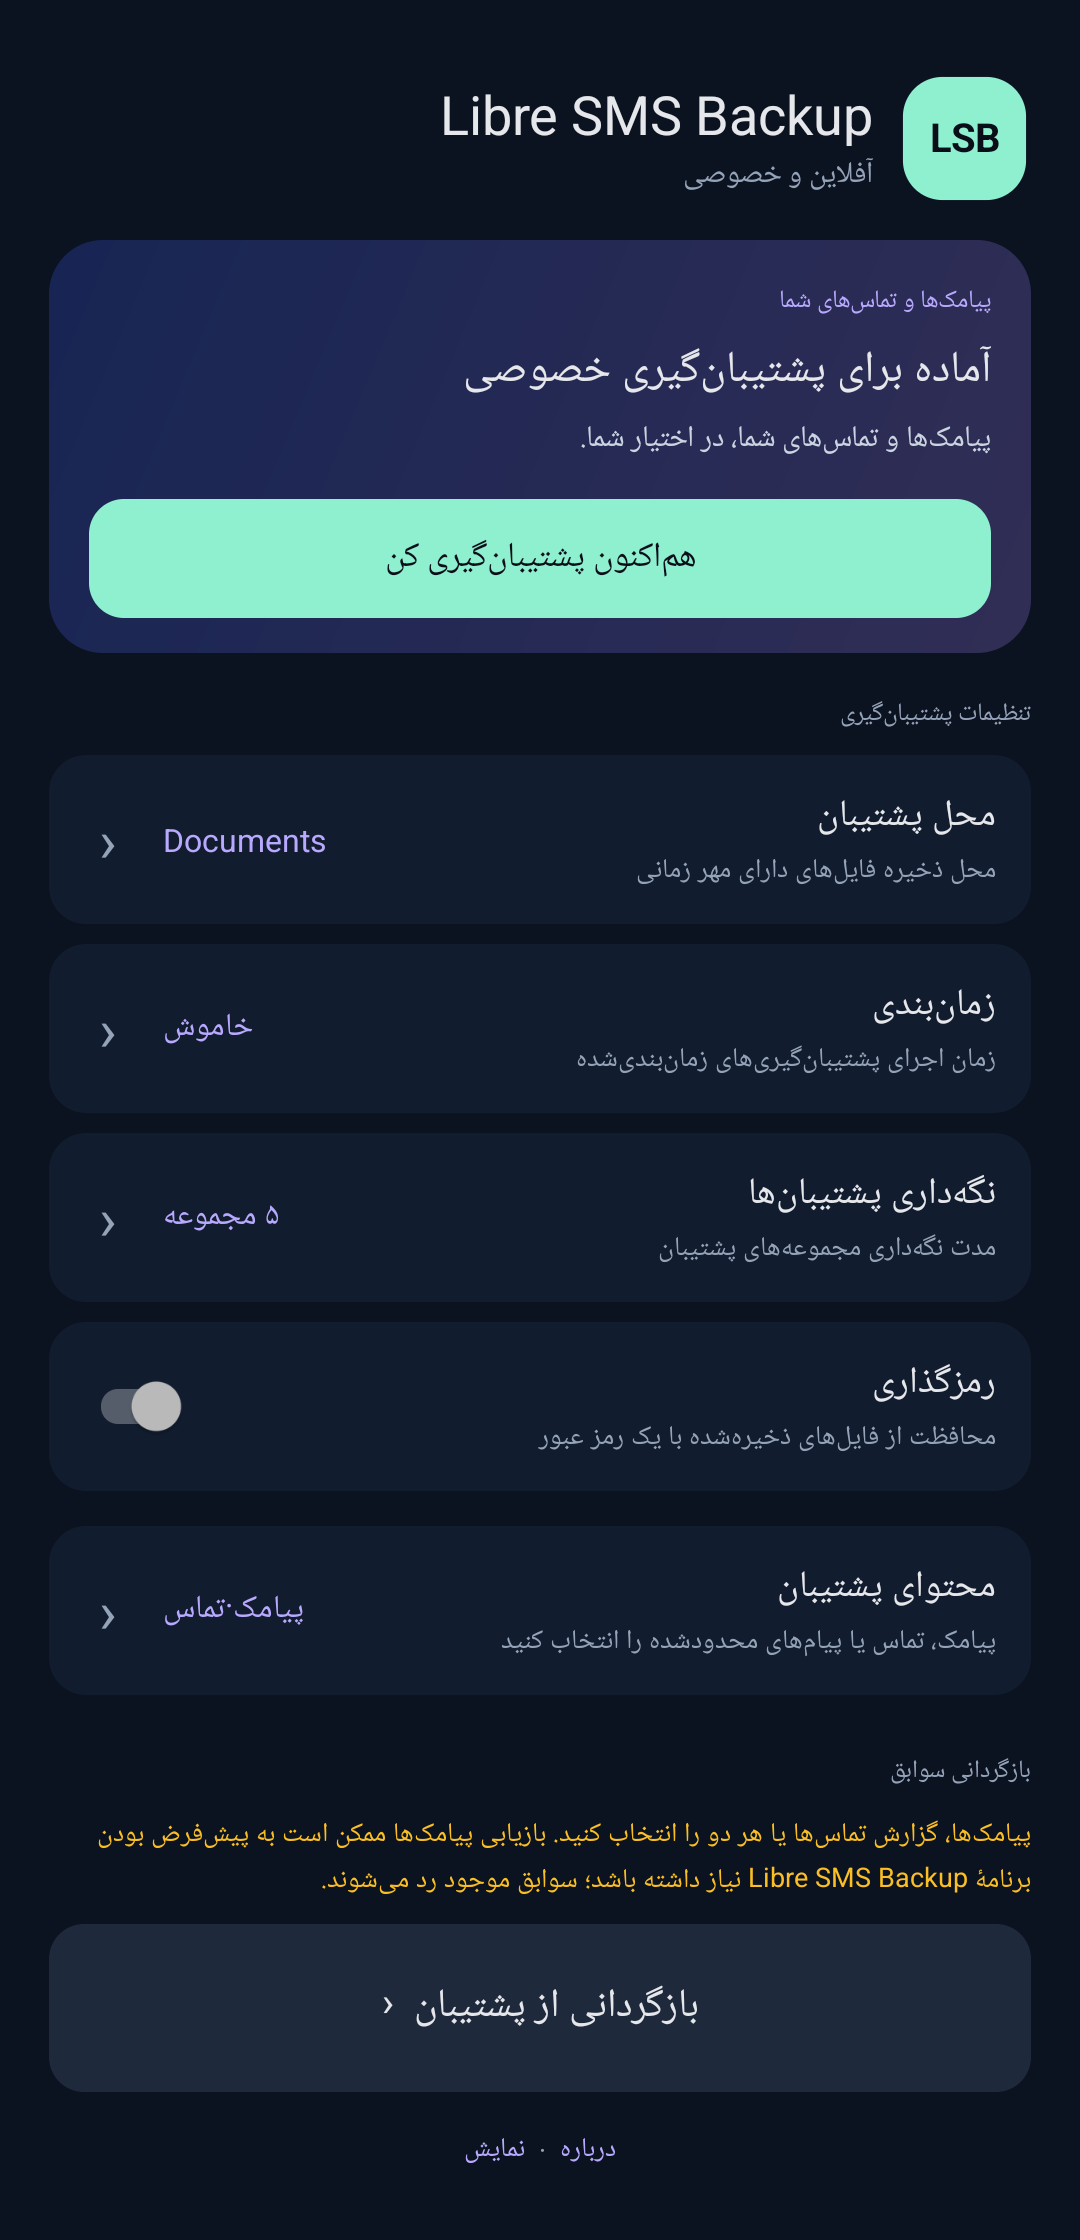 LSB
Libre SMS Backup
آفلاین و خصوصی
پیامک‌ها و تماس‌های شما
آماده برای پشتیبان‌گیری خصوصی
پیامک‌ها و تماس‌های شما، در اختیار شما.
هم‌اکنون پشتیبان‌گیری کن
تنظیمات پشتیبان‌گیری
محل پشتیبان
محل ذخیره فایل‌های دارای مهر زمانی
Documents
زمان‌بندی
زمان اجرای پشتیبان‌گیری‌های زمان‌بندی‌شده
خاموش
نگه‌داری پشتیبان‌ها
مدت نگه‌داری مجموعه‌های پشتیبان
۵ مجموعه
رمزگذاری
محافظت از فایل‌های ذخیره‌شده با یک رمز عبور
محتوای پشتیبان
پیامک، تماس یا پیام‌های محدودشده را انتخاب کنید
پیامک·تماس
بازگردانی سوابق
پیامک‌ها، گزارش تماس‌ها یا هر دو را انتخاب کنید. بازیابی پیامک‌ها ممکن است به پیش‌فرض بودن
برنامهٔ Libre SMS Backup نیاز داشته باشد؛ سوابق موجود رد می‌شوند.
بازگردانی از پشتیبان ›
درباره · نمایش